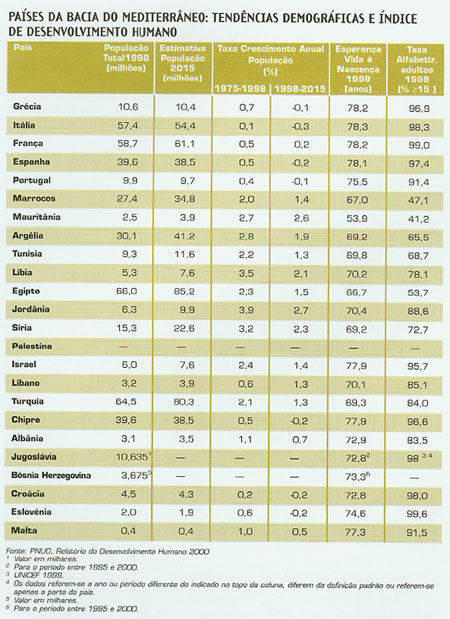 PAÍSES DA BACIA DO MEDITERRÂNEO: TENDÊNCIAS DEMOGRÁFICAS E ÍNDICE
DE DESENVOLVIMENTO HUMANO
País População Total 1998 (milhões) Estimativa População 2015 (milhões) Taxa Crescimento Anual População (%) 1975-1998 1998-2015 Esperança Vida à Nascença 1998 (anos) Taxa Alfabetiz. adultos 1998 (% ≥15 )
Grécia 10,6 10,4 0,7 -0,1 78,2 96,9
Itália 57,4 54,4 0,1 -0,3 78,3 98,3
França 58,7 61,1 0,5 0,2 78,2 99,0
Espanha 39,6 38,5 0,5 -0,2 78,1 97,4
Portugal 9,9 9,7 0,4 -0,1 75,5 91,4
Marrocos 27,4 34,8 2,0 1,4 67,0 47,1
Mauritânia 2,5 3,9 2,7 2,6 53,9 41,2
Argélia 30,1 41,2 2,8 1,9 69,2 65,5
Tunisia 9,3 11,6 2,2 1,3 69,8 68,7
Líbia 5,3 7,6 3,5 2,1 70,2 78,1
Egipto 66,0 85,2 2,3 1,5 66,7 53,7
Jordânia 6,3 9,9 3,9 2,7 70,4 88,6
Síria 15,3 22,6 3,2 2,3 69,2 72,7
Palestina — — — — — —
Israel 6,0 7,6 2,4 1,4 77,9 95,7
Líbano 3,2 3,9 0,6 1,3 70,1 85,1
Turquia 64,5 80,3 2,1 1,3 69,3 84,0
Chipre 39,6 38,5 0,5 -0,2 77,9 96,6
Albânia 3,1 3,5 1,1 0,7 72,9 83,5
Jugoslávia 10,635¹ — — — 72,8² 98 ³ ⁴
Bósnia Herzegovina 3,675⁵ — — — 73,3⁶ —
Croácia 4,5 4,3 0,2 -0,2 72,8 98,0
Eslovénia 2,0 1,9 0,6 -0,2 74,6 99,6
Malta 0,4 0,4 1,0 0,5 77,3 91,5
Fonte: PNUD, Relatório do Desenvolvimento Humano 2000
¹ Valor em milhares.
² Para o período entre 1995 e 2000.
³ UNICEF 1999.
⁴ Os dados referem-se a ano ou período diferente do indicado no topo da coluna, diferem da definição padrão ou referem-se
apenas a parte do país.
⁵ Valor em milhares.
⁶ Para o período entre 1995 e 2000.